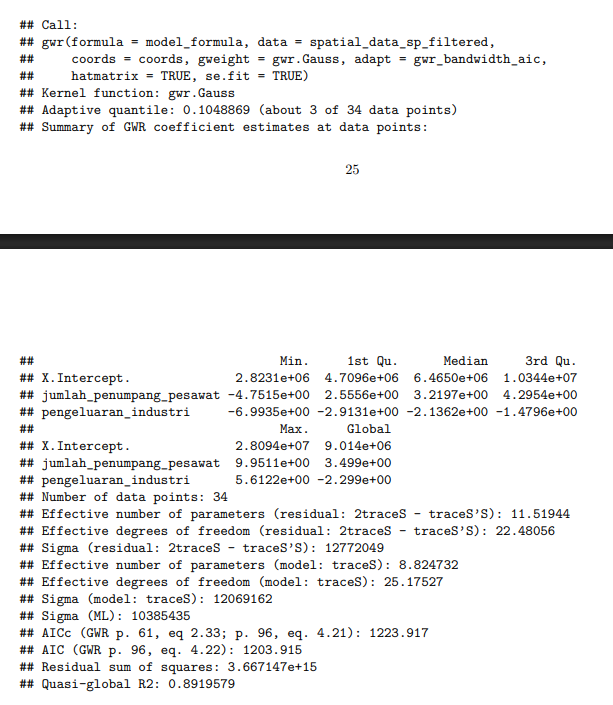 ## Call:
## gwr(formula = model_formula, data = spatial_data_sp_filtered,
##     coords = coords, gweight = gwr.Gauss, adapt = gwr_bandwidth_aic,
##     hatmatrix = TRUE, se.fit = TRUE)
## Kernel function: gwr.Gauss
## Adaptive quantile: 0.1048869 (about 3 of 34 data points)
## Summary of GWR coefficient estimates at data points:
25
##                                Min.     1st Qu.      Median     3rd Qu.
## X.Intercept.             2.8231e+06  4.7096e+06  6.4650e+06  1.0344e+07
## jumlah_penumpang_pesawat -4.7515e+00  2.5556e+00  3.2197e+00  4.2954e+00
## pengeluaran_industri     -6.9935e+00 -2.9131e+00 -2.1362e+00 -1.4796e+00
##                                Max.     Global
## X.Intercept.             2.8094e+07  9.014e+06
## jumlah_penumpang_pesawat 9.9511e+00  3.499e+00
## pengeluaran_industri     5.6122e+00 -2.299e+00
## Number of data points: 34
## Effective number of parameters (residual: 2traceS - traceS'S): 11.51944
## Effective degrees of freedom (residual: 2traceS - traceS'S): 22.48056
## Sigma (residual: 2traceS - traceS'S): 12772049
## Effective number of parameters (model: traceS): 8.824732
## Effective degrees of freedom (model: traceS): 25.17527
## Sigma (model: traceS): 12069162
## Sigma (ML): 10385435
## AICc (GWR p. 61, eq 2.33; p. 96, eq. 4.21): 1223.917
## AIC (GWR p. 96, eq. 4.22): 1203.915
## Residual sum of squares: 3.667147e+15
## Quasi-global R2: 0.8919579